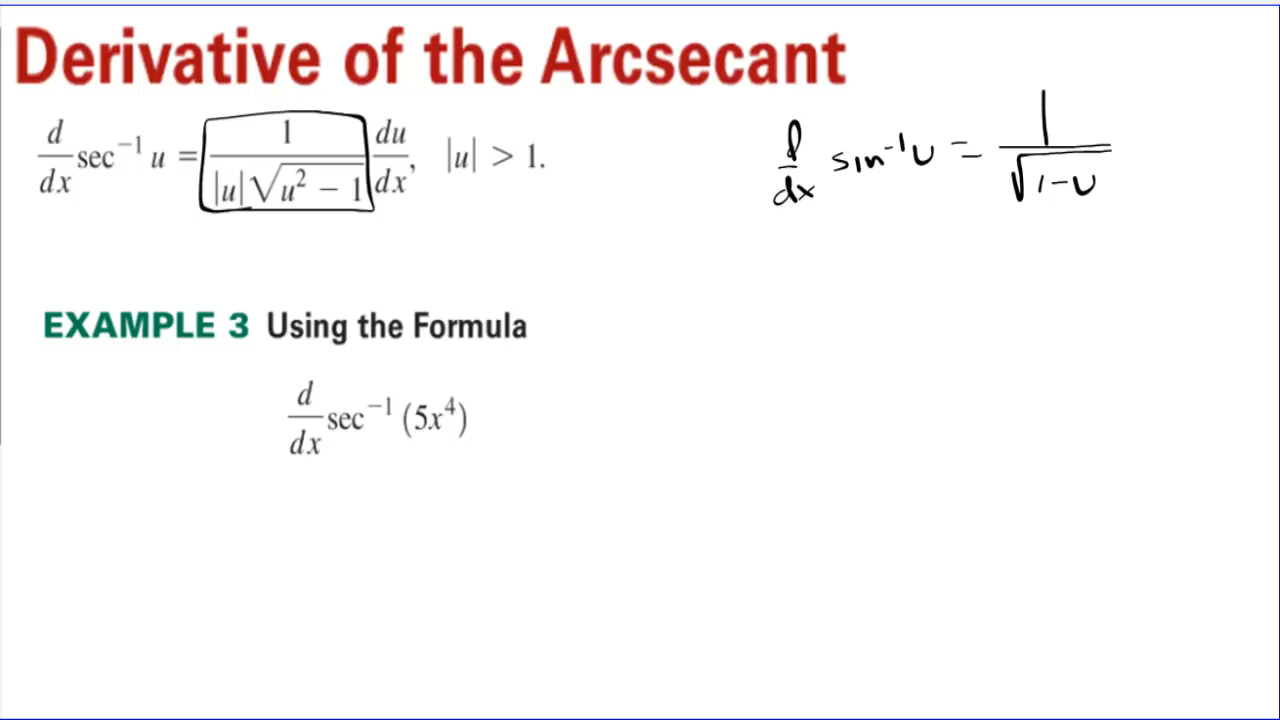 Derivative of the Arcsecant
d/dx sec⁻¹ u = 1/(|u|√(u² − 1)) du/dx, |u| > 1.
d/dx sin⁻¹u = 1/√(1−u)
EXAMPLE 3 Using the Formula
d/dx sec⁻¹ (5x⁴)